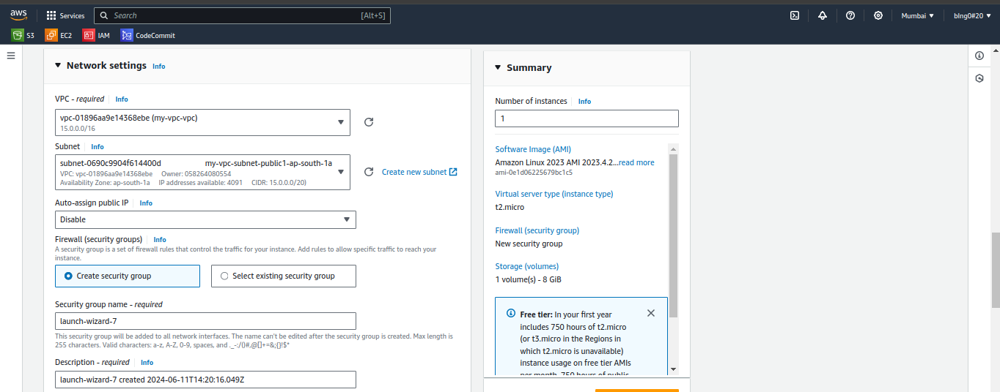 aws
Services
Search [Alt+S]
Mumbai ▼
blng0#20 ▼
S3
EC2
IAM
CodeCommit
▼ Network settings Info
VPC - required Info
vpc-01896aa9e14368ebe (my-vpc-vpc)
15.0.0.0/16
Subnet Info
subnet-0690c9904f614400d my-vpc-subnet-public1-ap-south-1a
VPC: vpc-01896aa9e14368ebe Owner: 058264080554
Availability Zone: ap-south-1a IP addresses available: 4091 CIDR: 15.0.0.0/20)
Create new subnet
Auto-assign public IP Info
Disable
Firewall (security groups) Info
A security group is a set of firewall rules that control the traffic for your instance. Add rules to allow specific traffic to reach your
instance.
Create security group
Select existing security group
Security group name - required
launch-wizard-7
This security group will be added to all network interfaces. The name can't be edited after the security group is created. Max length is
255 characters. Valid characters: a-z, A-Z, 0-9, spaces, and ._-:/()#,@[]+=&;{}!$*
Description - required Info
launch-wizard-7 created 2024-06-11T14:20:16.049Z
▼ Summary
Number of instances Info
1
Software Image (AMI)
Amazon Linux 2023 AMI 2023.4.2...read more
ami-0e1d06225679bc1c5
Virtual server type (instance type)
t2.micro
Firewall (security group)
New security group
Storage (volumes)
1 volume(s) - 8 GiB
Free tier: In your first year
includes 750 hours of t2.micro
(or t3.micro in the Regions in
which t2.micro is unavailable)
instance usage on free tier AMIs
per month, 750 hours of public